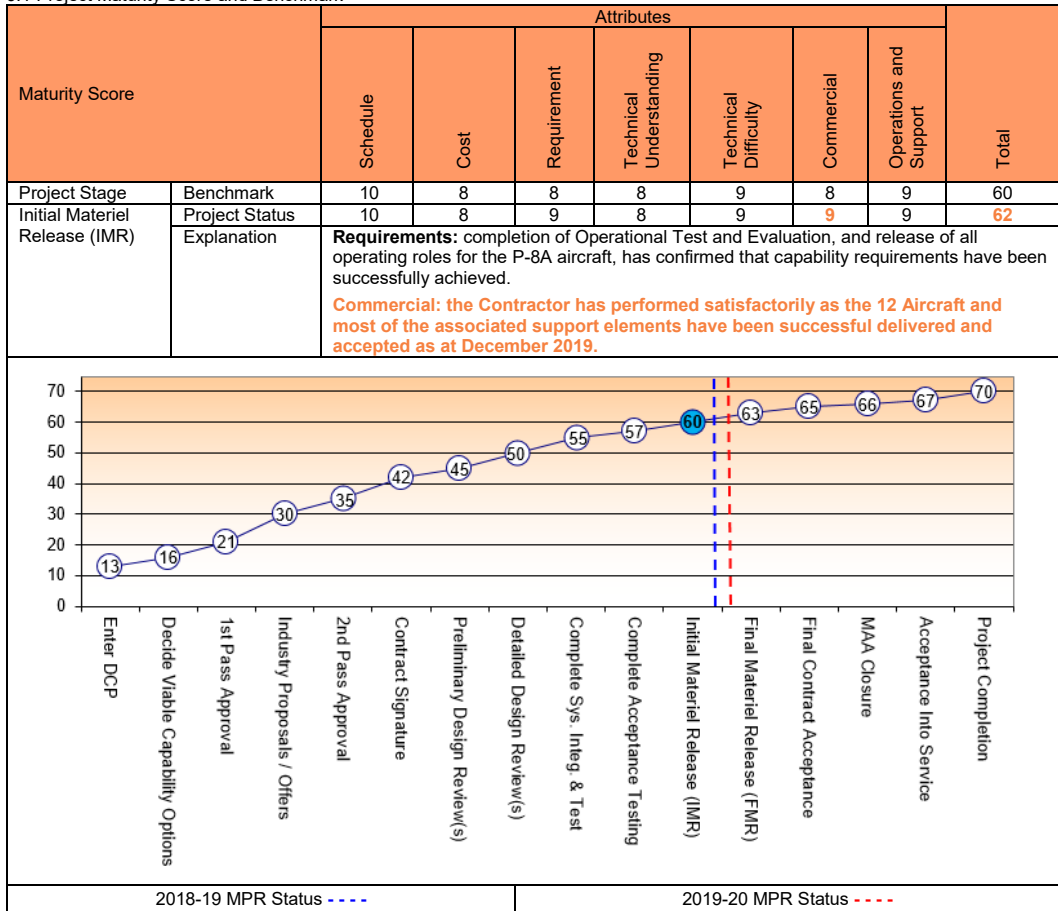 Attributes
Maturity Score
Schedule
Cost
Requirement
Technical
Understanding
Technical
Difficulty
Commercial
Operations and
Support
Total
Project Stage Benchmark 10 8 8 8 9 8 9 60
Initial Materiel Project Status 10 8 9 8 9 9 9 62
Release (IMR) Explanation Requirements: completion of Operational Test and Evaluation, and release of all
operating roles for the P-8A aircraft, has confirmed that capability requirements have been
successfully achieved.
Commercial: the Contractor has performed satisfactorily as the 12 Aircraft and
most of the associated support elements have been successful delivered and
accepted as at December 2019.
70
60
50
40
30
20
10
0
13
16
21
30
35
42
45
50
55
57
60
63
65
66
67
70
Enter DCP
Decide Viable Capability Options
1st Pass Approval
Industry Proposals / Offers
2nd Pass Approval
Contract Signature
Preliminary Design Review(s)
Detailed Design Review(s)
Complete Sys. Integ. & Test
Complete Acceptance Testing
Initial Materiel Release (IMR)
Final Materiel Release (FMR)
Final Contract Acceptance
MAA Closure
Acceptance Into Service
Project Completion
2018-19 MPR Status - - - - 2019-20 MPR Status - - - -